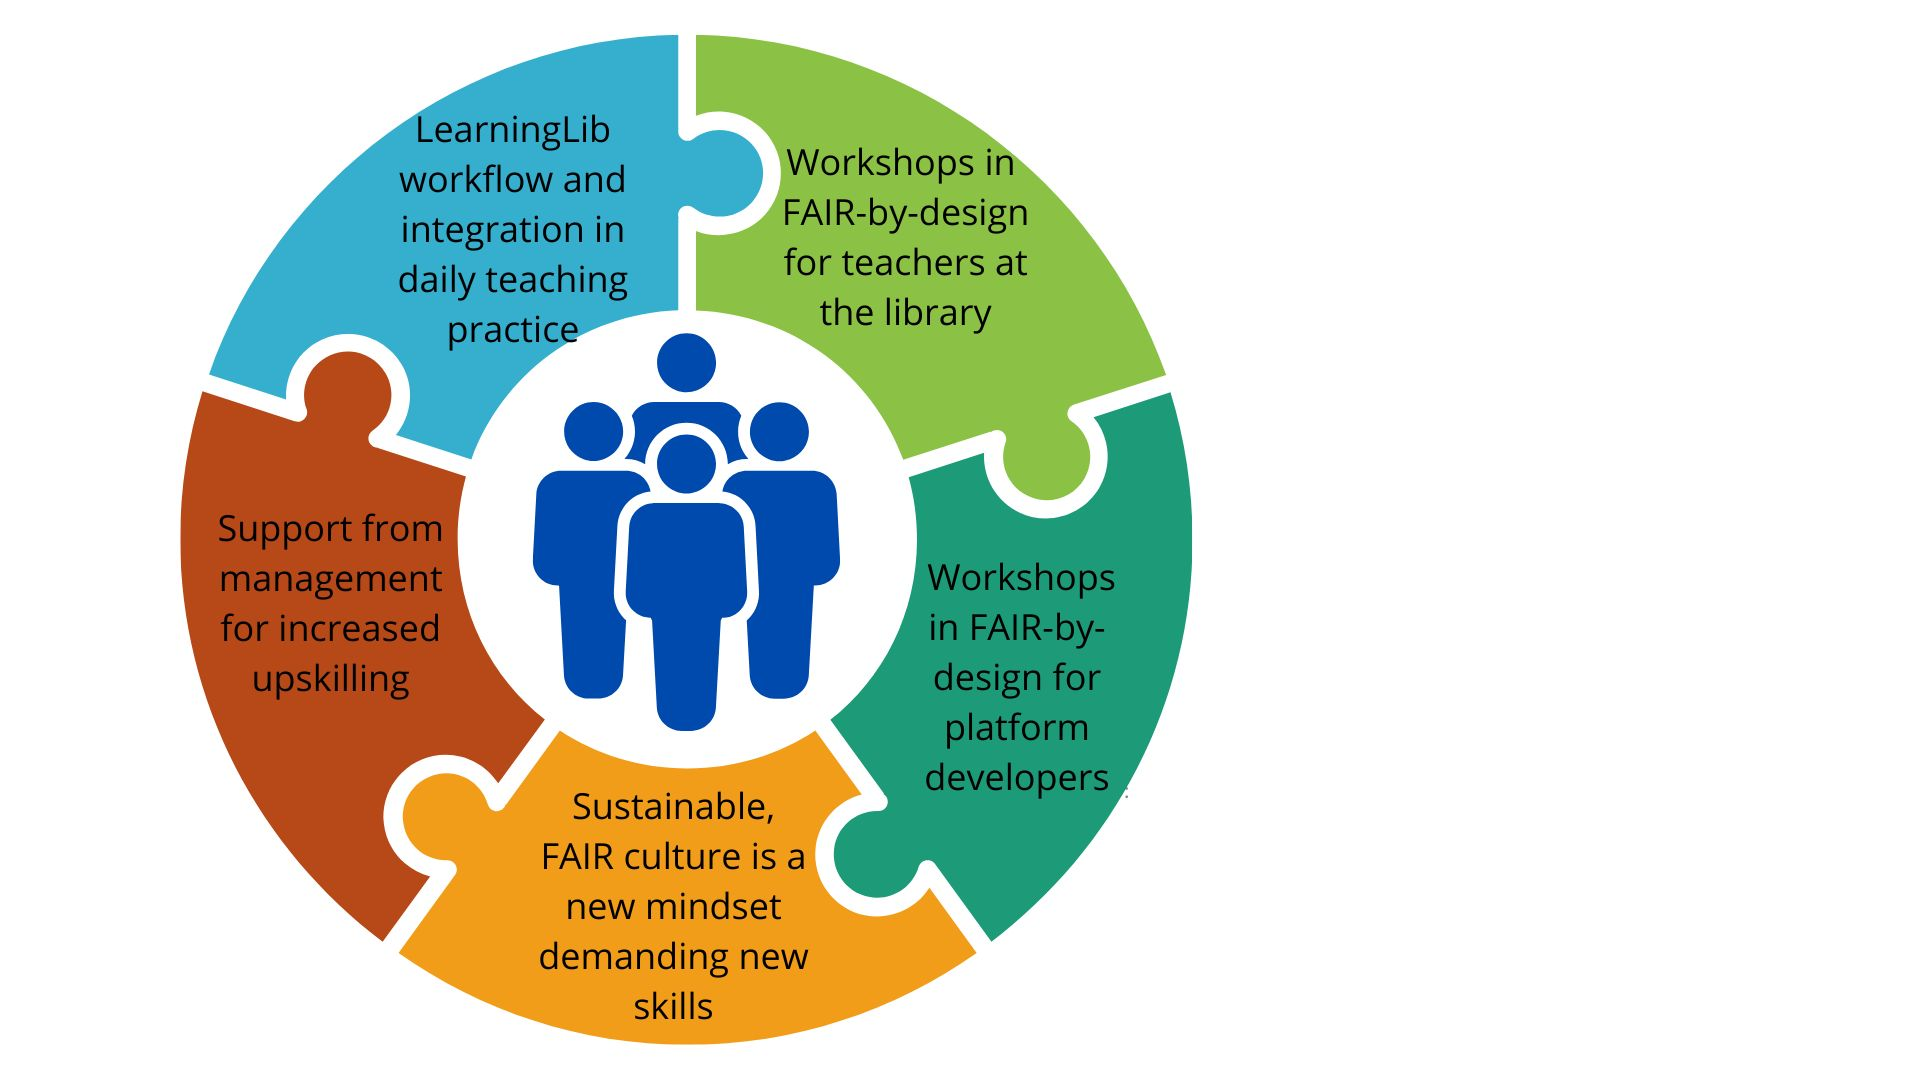 LearningLib
workflow and
integration in
daily teaching
practice
Workshops in
FAIR-by-design
for teachers at
the library
Support from
management
for increased
upskilling
Workshops
in FAIR-by-
design for
platform
developers
Sustainable,
FAIR culture is a
new mindset
demanding new
skills